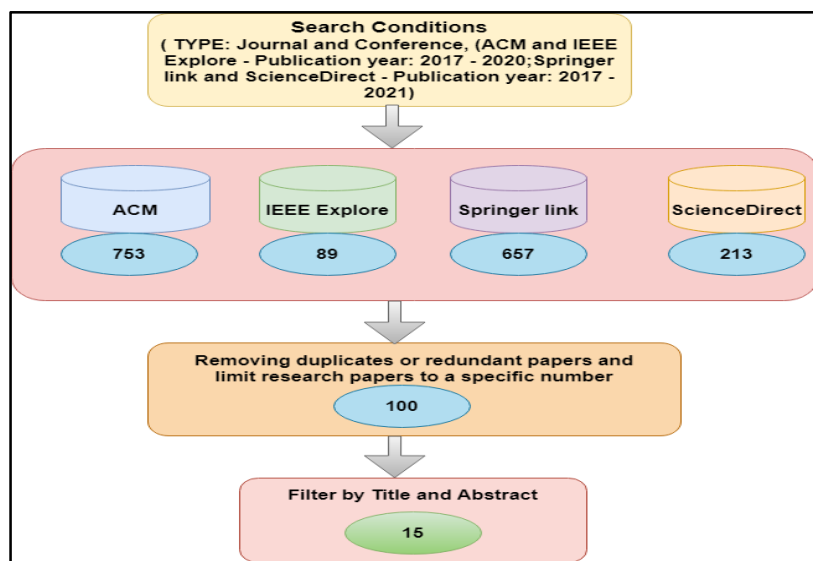 Search Conditions
( TYPE: Journal and Conference, (ACM and IEEE
Explore - Publication year: 2017 - 2020;Springer
link and ScienceDirect - Publication year: 2017 -
2021)
ACM
IEEE Explore
Springer link
ScienceDirect
753
89
657
213
Removing duplicates or redundant papers and
limit research papers to a specific number
100
Filter by Title and Abstract
15